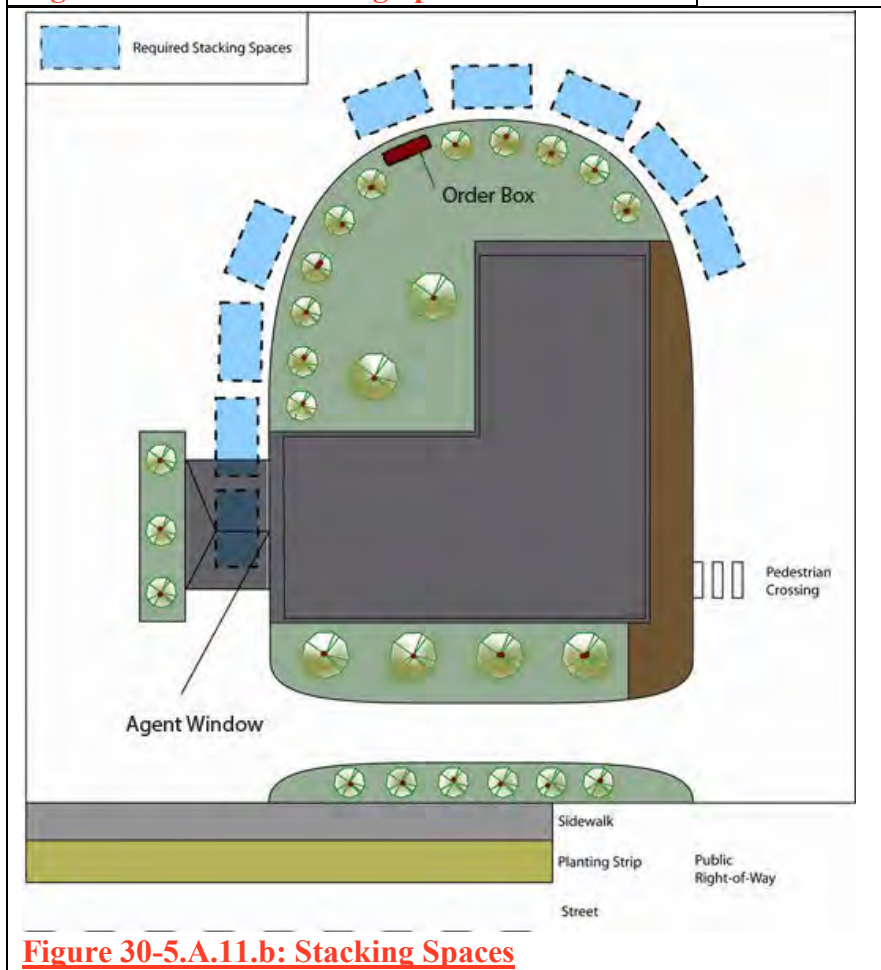 Required Stacking Spaces
Order Box
Pedestrian
Crossing
Agent Window
Sidewalk
Planting Strip
Public
Right-of-Way
Street
Figure 30-5.A.11.b: Stacking Spaces